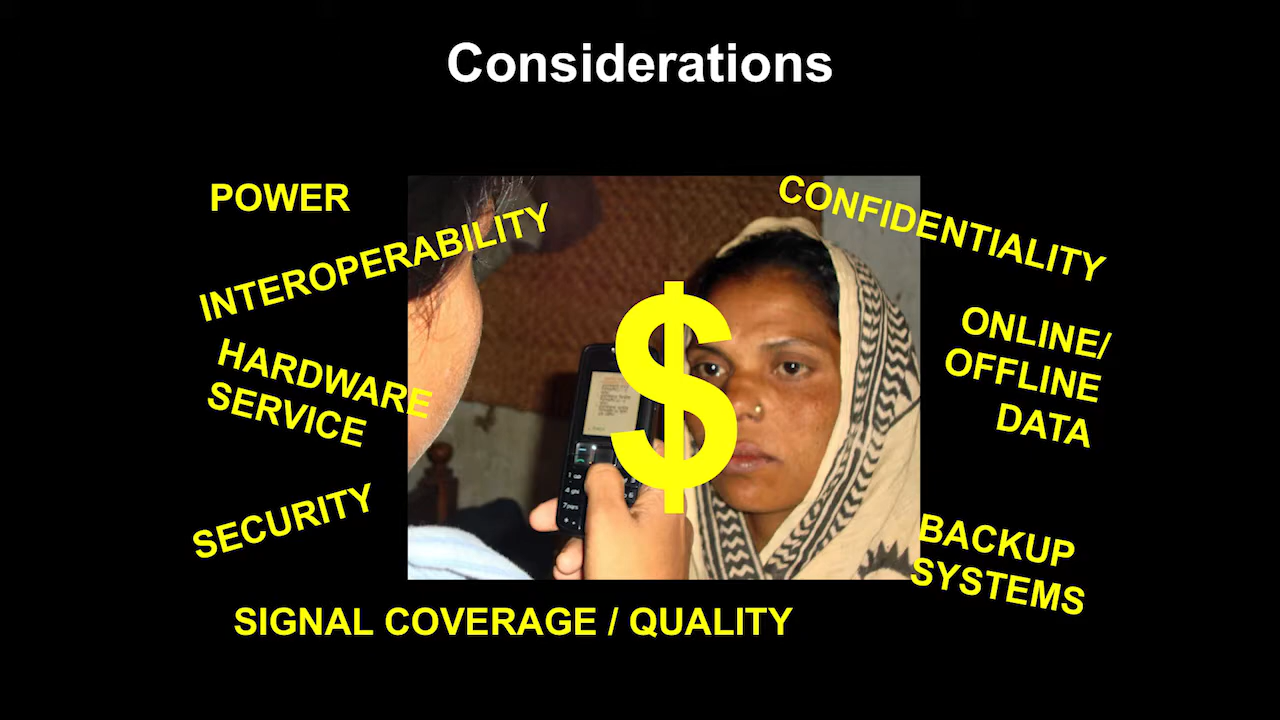 Considerations
POWER
INTEROPERABILITY
HARDWARE
SERVICE
SECURITY
SIGNAL COVERAGE / QUALITY
$
CONFIDENTIALITY
ONLINE/
OFFLINE
DATA
BACKUP
SYSTEMS